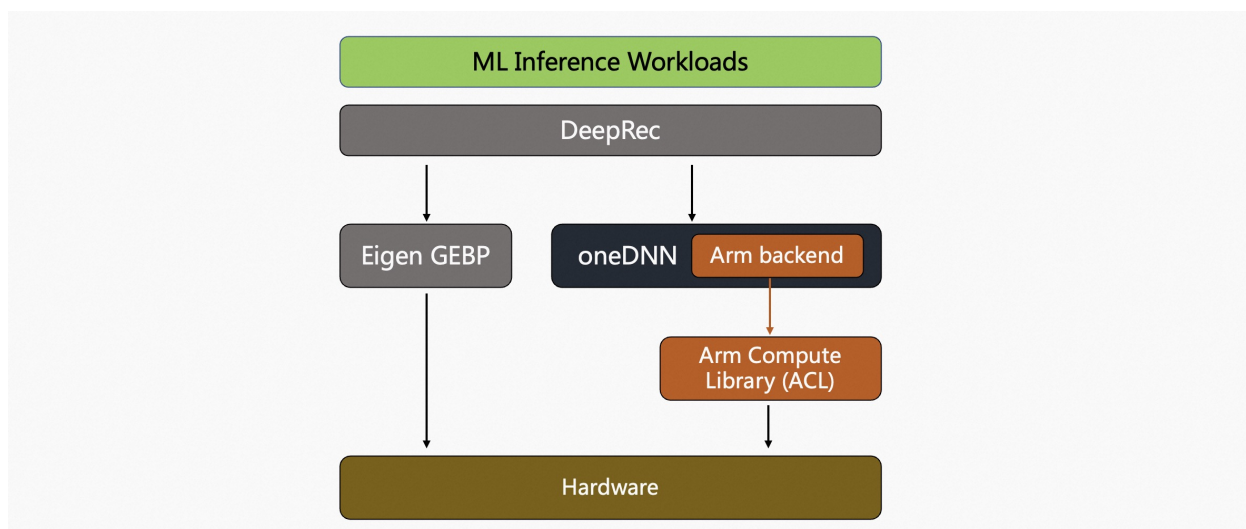 ML Inference Workloads
DeepRec
Eigen GEBP
oneDNN
Arm backend
Arm Compute
Library (ACL)
Hardware